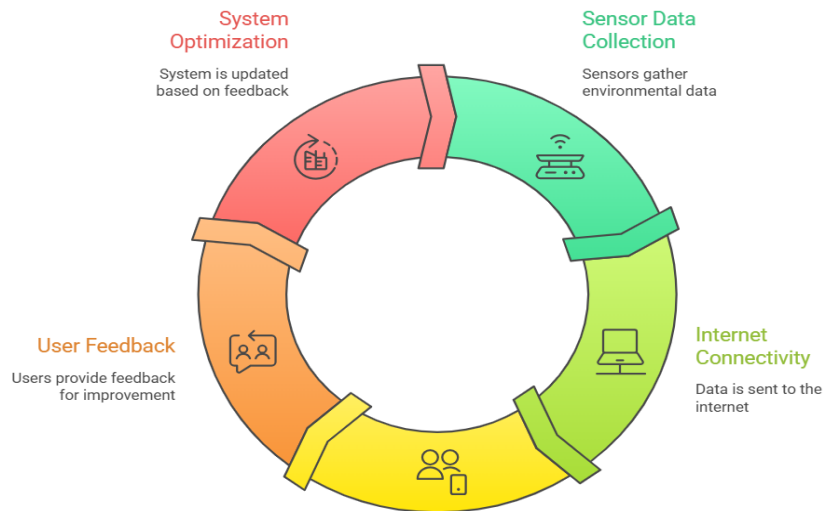 System
Optimization
System is updated
based on feedback
Sensor Data
Collection
Sensors gather
environmental data
Internet
Connectivity
Data is sent to the
internet
User Feedback
Users provide feedback
for improvement